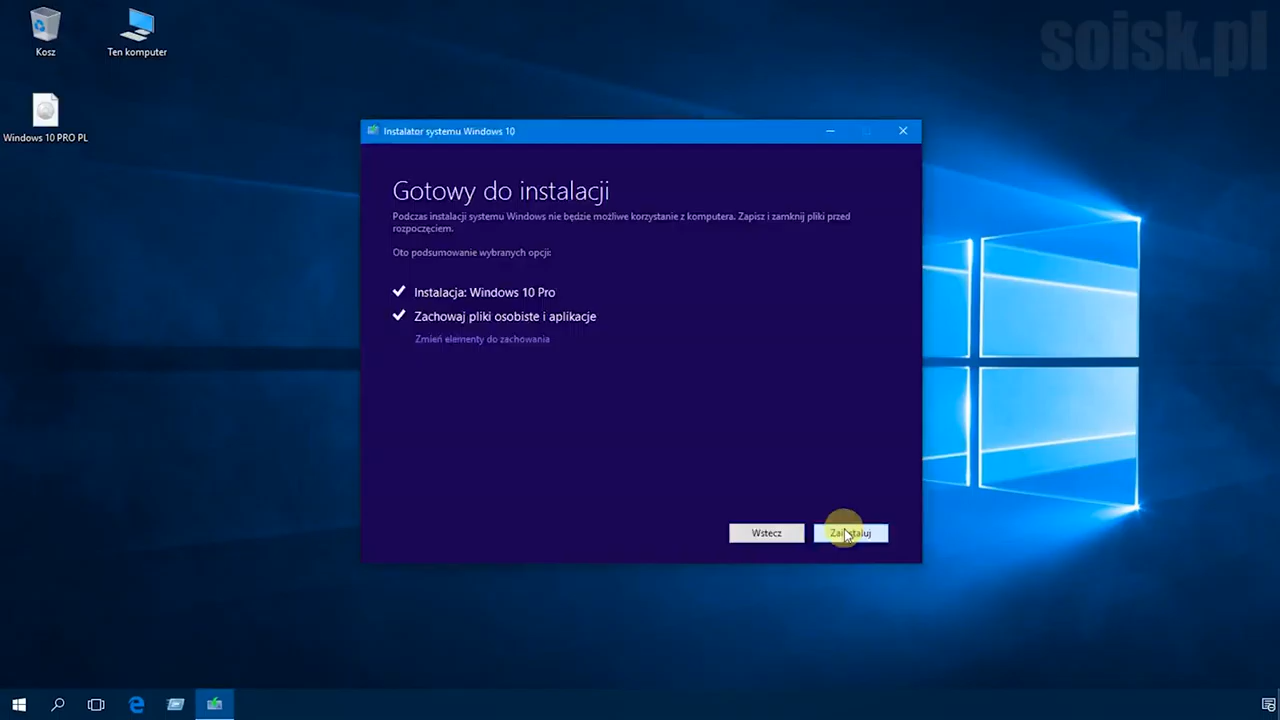 soisk.pl
Kosz
Ten komputer
Windows 10 PRO PL
Instalator systemu Windows 10
Gotowy do instalacji
Podczas instalacji systemu Windows nie będzie możliwe korzystanie z komputera. Zapisz i zamknij pliki przed
rozpoczęciem.
Oto podsumowanie wybranych opcji:
Instalacja: Windows 10 Pro
Zachowaj pliki osobiste i aplikacje
Zmień elementy do zachowania
Wstecz
Zainstaluj